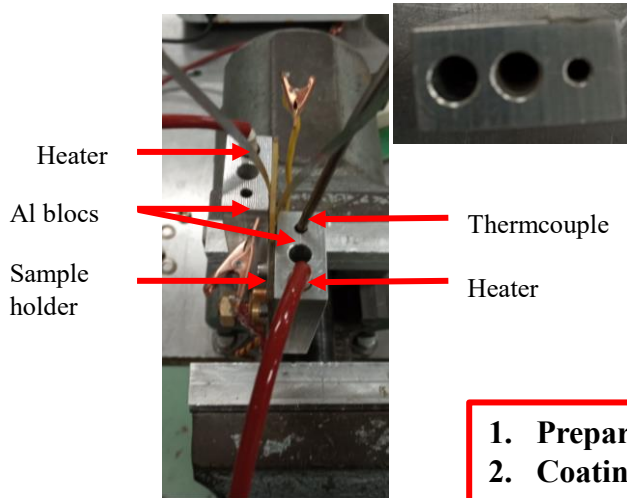 Heater
Al blocs
Sample
holder
Thermcouple
Heater
1. Prepar
2. Coatin